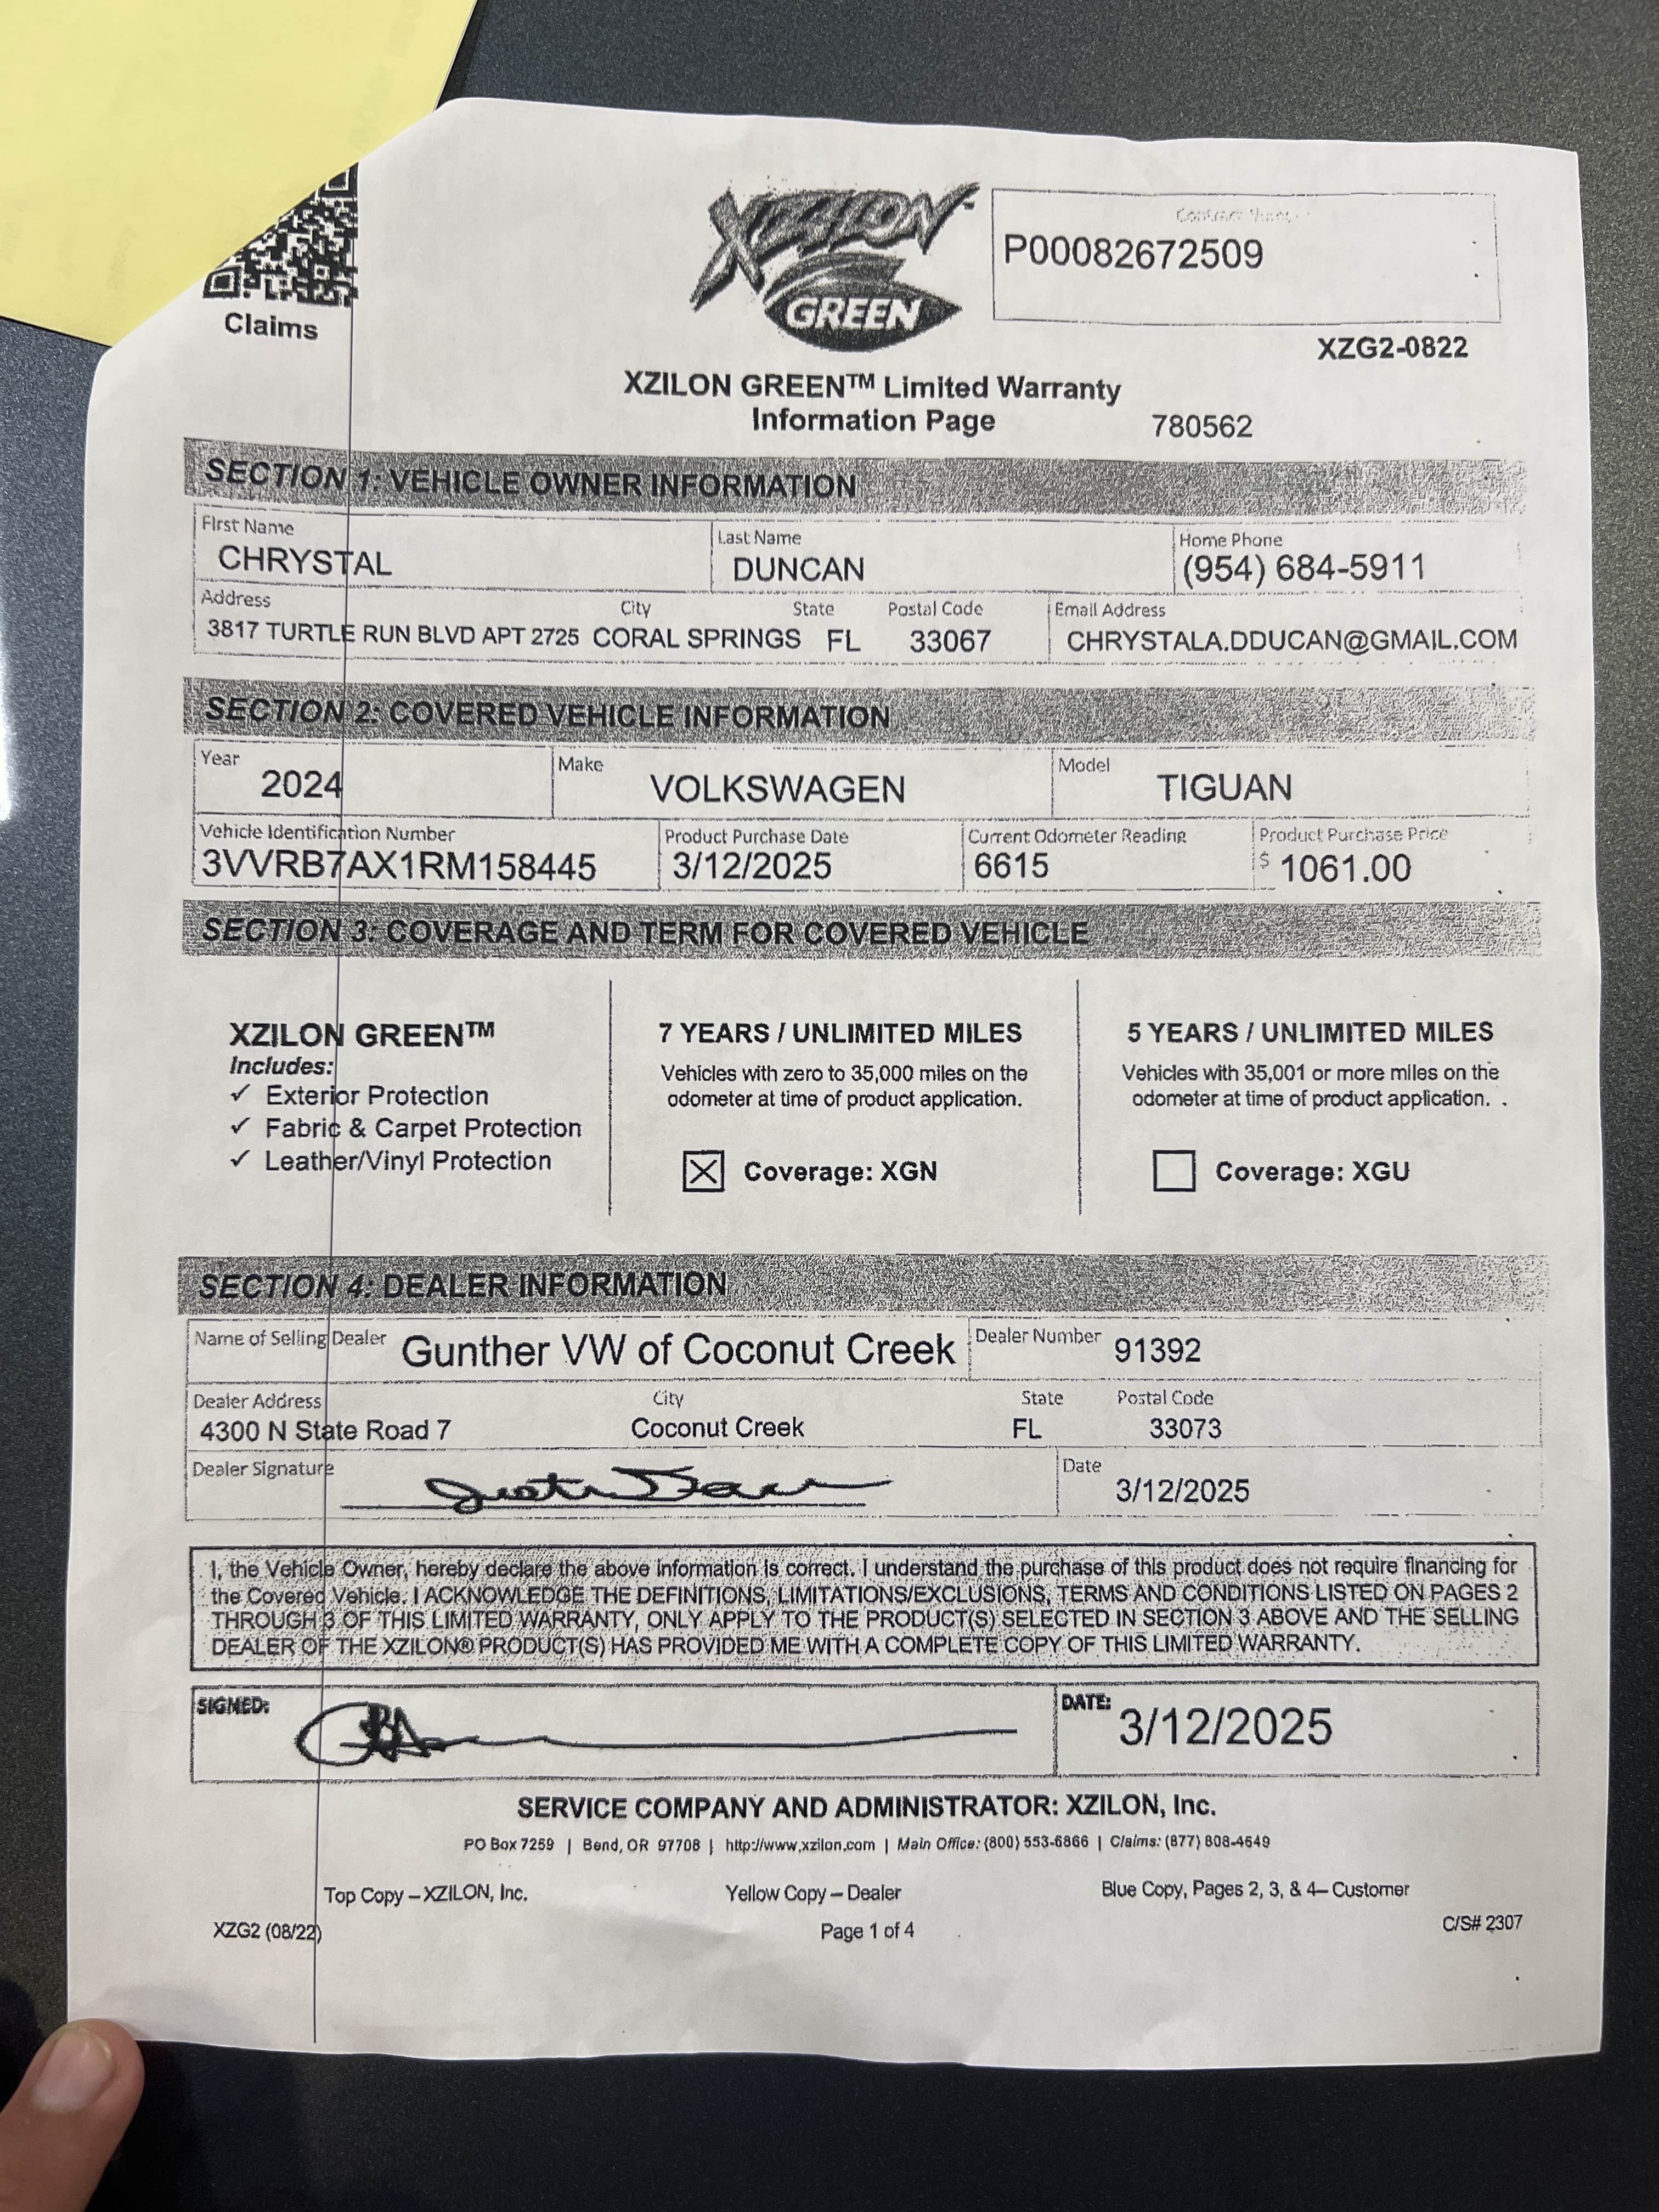 Claims
XZILON
GREEN
P00082672509
XZG2-0822
XZILON GREEN™ Limited Warranty
Information Page 780562
SECTION 1: VEHICLE OWNER INFORMATION
First Name Last Name Home Phone
CHRYSTAL DUNCAN (954) 684-5911
Address City State Postal Code Email Address
3817 TURTLE RUN BLVD APT 2725 CORAL SPRINGS FL 33067 CHRYSTALA.DDUCAN@GMAIL.COM
SECTION 2: COVERED VEHICLE INFORMATION
Year Make Model
2024 VOLKSWAGEN TIGUAN
Vehicle Identification Number Product Purchase Date Current Odometer Reading Product Purchase Price
3VVRB7AX1RM158445 3/12/2025 6615 $ 1061.00
SECTION 3: COVERAGE AND TERM FOR COVERED VEHICLE
XZILON GREEN™
Includes:
✓ Exterior Protection
✓ Fabric & Carpet Protection
✓ Leather/Vinyl Protection
7 YEARS / UNLIMITED MILES
Vehicles with zero to 35,000 miles on the
odometer at time of product application.
☒ Coverage: XGN
5 YEARS / UNLIMITED MILES
Vehicles with 35,001 or more miles on the
odometer at time of product application.
☐ Coverage: XGU
SECTION 4: DEALER INFORMATION
Name of Selling Dealer Gunther VW of Coconut Creek Dealer Number 91392
Dealer Address City State Postal Code
4300 N State Road 7 Coconut Creek FL 33073
Dealer Signature Date
3/12/2025
I, the Vehicle Owner, hereby declare the above information is correct. I understand the purchase of this product does not require financing for
the Covered Vehicle. I ACKNOWLEDGE THE DEFINITIONS, LIMITATIONS/EXCLUSIONS, TERMS AND CONDITIONS LISTED ON PAGES 2
THROUGH 3 OF THIS LIMITED WARRANTY, ONLY APPLY TO THE PRODUCT(S) SELECTED IN SECTION 3 ABOVE AND THE SELLING
DEALER OF THE XZILON® PRODUCT(S) HAS PROVIDED ME WITH A COMPLETE COPY OF THIS LIMITED WARRANTY.
SIGNED: DATE: 3/12/2025
SERVICE COMPANY AND ADMINISTRATOR: XZILON, Inc.
PO Box 7259 | Bend, OR 97708 | http://www.xzilon.com | Main Office: (800) 553-6866 | Claims: (877) 808-4649
Top Copy – XZILON, Inc. Yellow Copy – Dealer Blue Copy, Pages 2, 3, & 4– Customer
XZG2 (08/22) Page 1 of 4 C/S# 2307